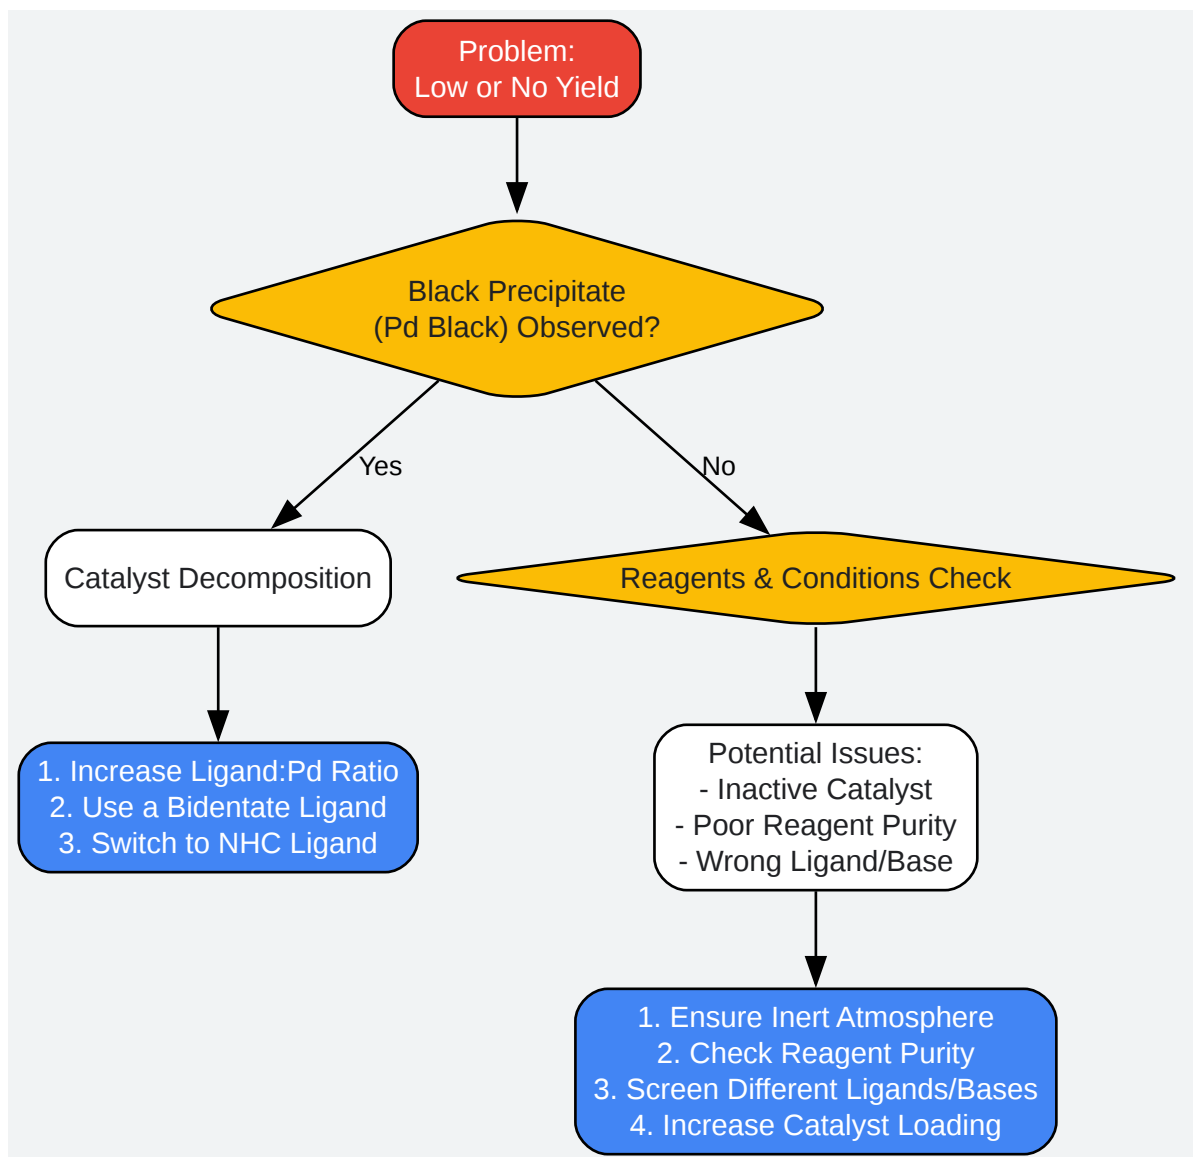 Problem:
Low or No Yield
Black Precipitate
(Pd Black) Observed?
Yes
No
Catalyst Decomposition
Reagents & Conditions Check
1. Increase Ligand:Pd Ratio
2. Use a Bidentate Ligand
3. Switch to NHC Ligand
Potential Issues:
- Inactive Catalyst
- Poor Reagent Purity
- Wrong Ligand/Base
1. Ensure Inert Atmosphere
2. Check Reagent Purity
3. Screen Different Ligands/Bases
4. Increase Catalyst Loading